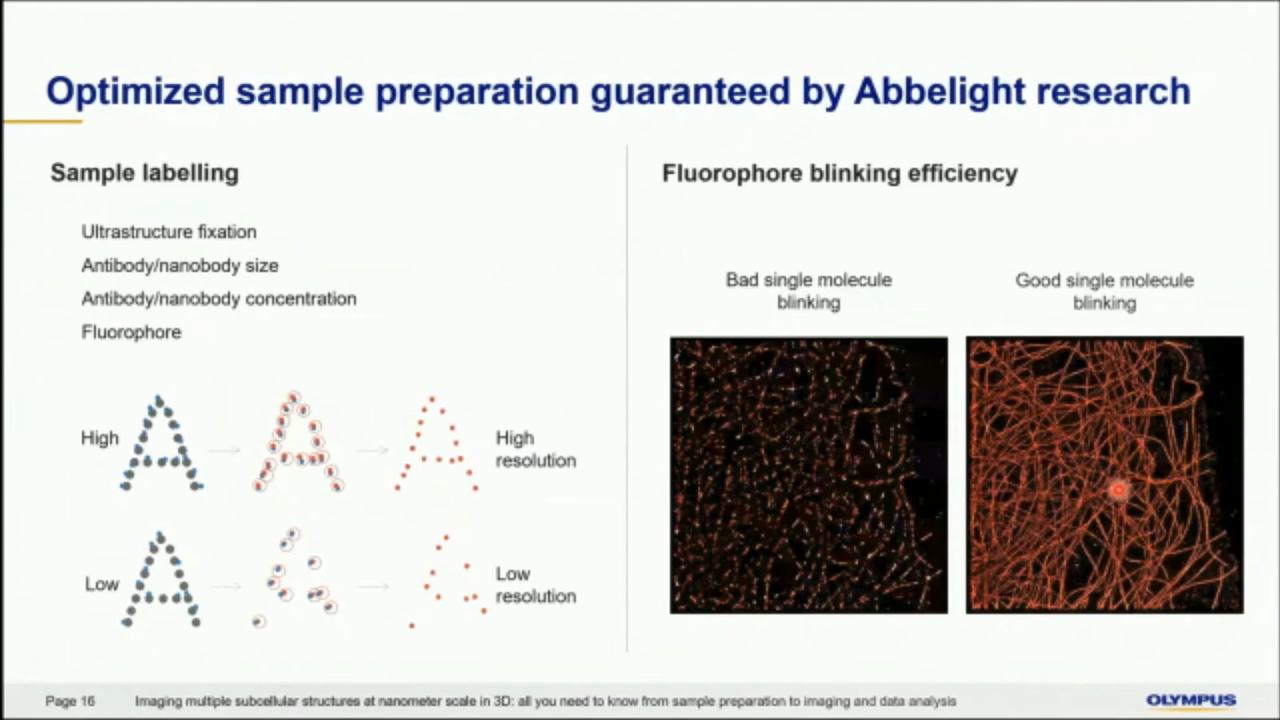 Optimized sample preparation guaranteed by Abbelight research
Sample labelling
Ultrastructure fixation
Antibody/nanobody size
Antibody/nanobody concentration
Fluorophore
High
High
resolution
Low
Low
resolution
Fluorophore blinking efficiency
Bad single molecule
blinking
Good single molecule
blinking
Page 16
Imaging multiple subcellular structures at nanometer scale in 3D: all you need to know from sample preparation to imaging and data analysis
OLYMPUS